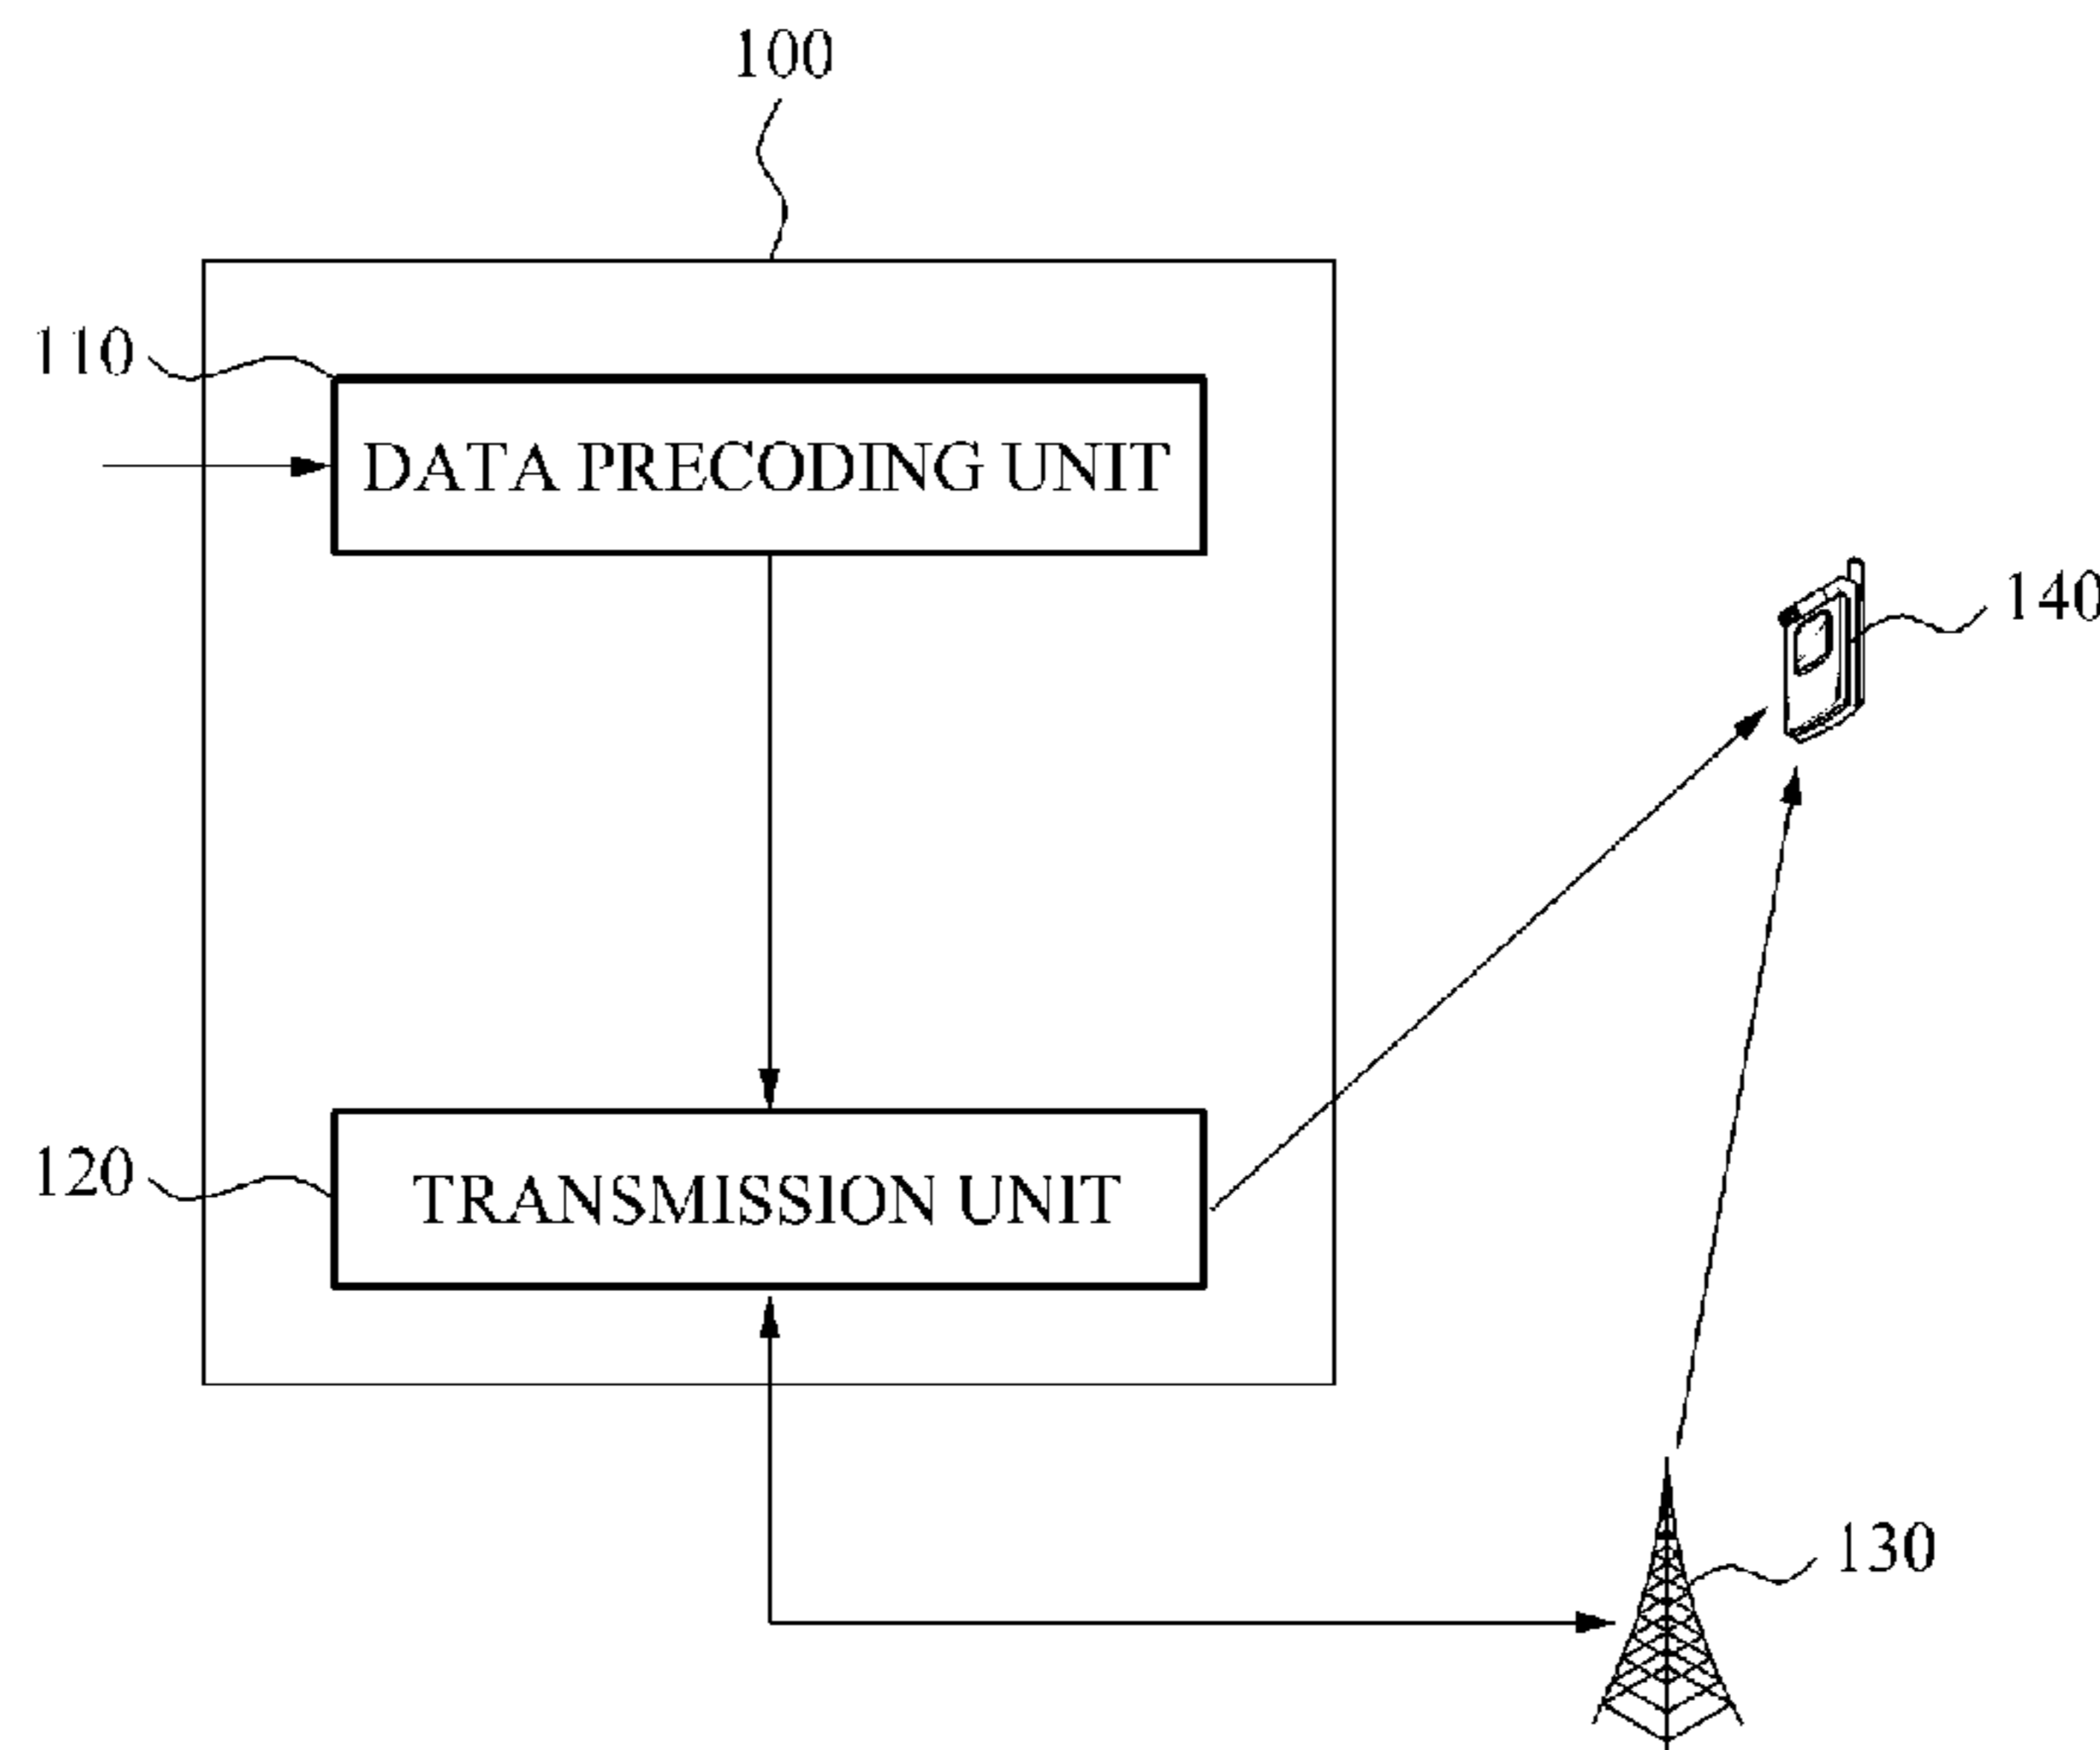 100
110
DATA PRECODING UNIT
140
120
TRANSMISSION UNIT
130